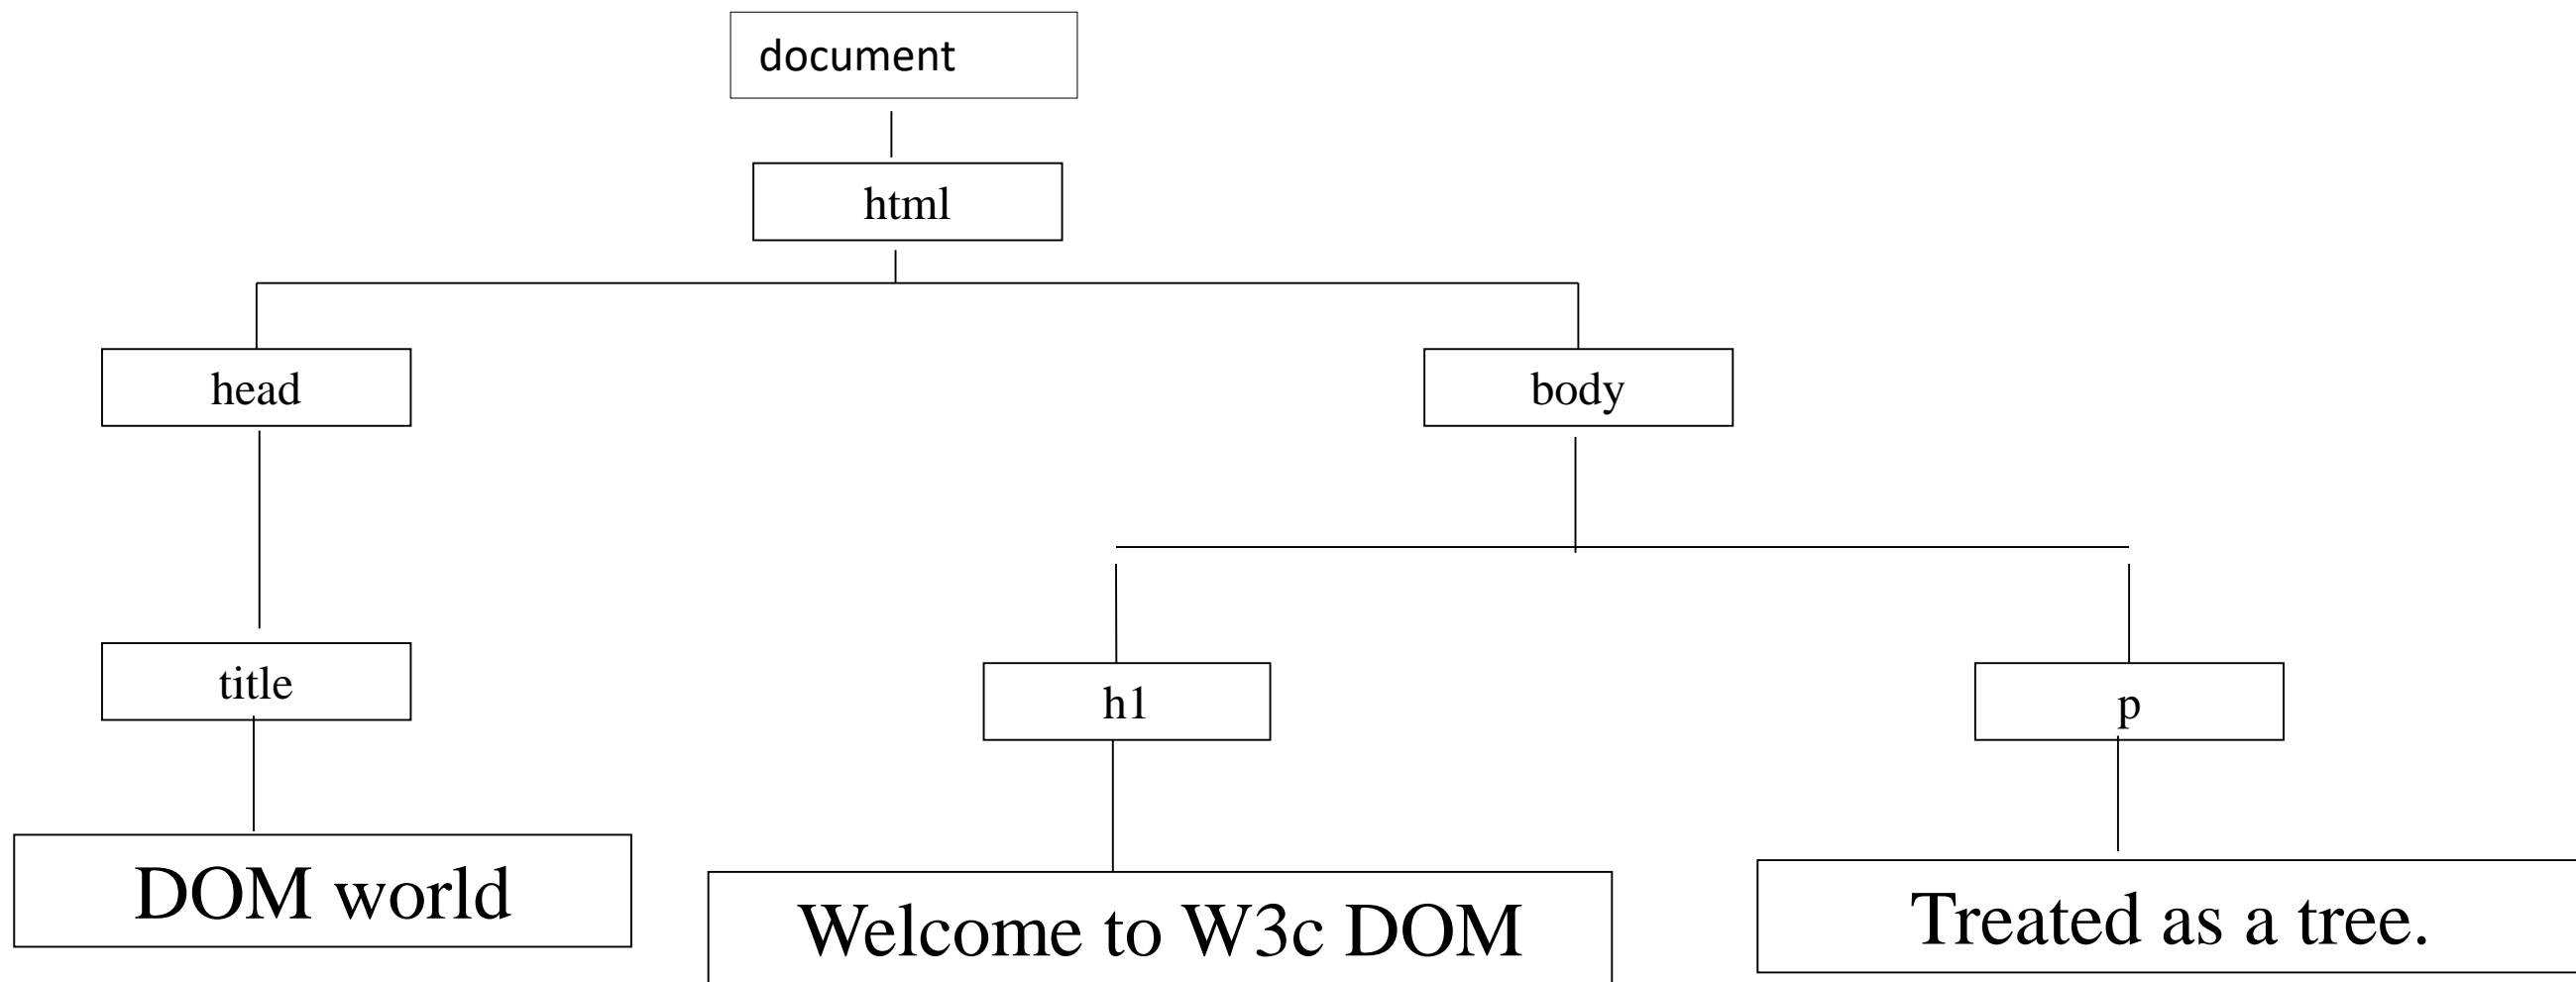 document
html
head
body
title
h1
p
DOM world
Welcome to W3c DOM
Treated as a tree.